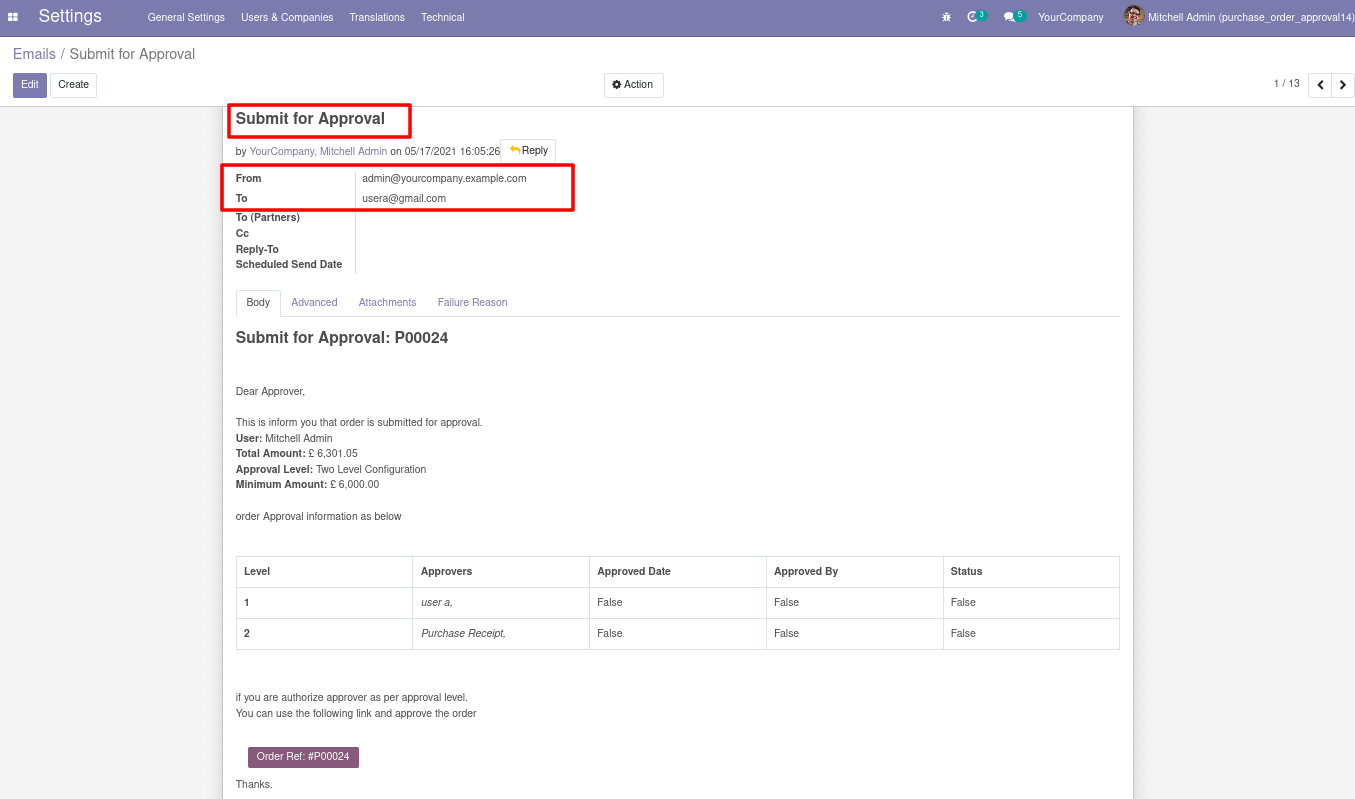 Settings General Settings Users & Companies Translations Technical 3 5 YourCompany Mitchell Admin (purchase_order_approval14)
Emails / Submit for Approval
Edit Create Action 1 / 13
Submit for Approval
by YourCompany, Mitchell Admin on 05/17/2021 16:05:26 Reply
From admin@yourcompany.example.com
To usera@gmail.com
To (Partners)
Cc
Reply-To
Scheduled Send Date
Body Advanced Attachments Failure Reason
Submit for Approval: P00024
Dear Approver,
This is inform you that order is submitted for approval.
User: Mitchell Admin
Total Amount: £ 6,301.05
Approval Level: Two Level Configuration
Minimum Amount: £ 6,000.00
order Approval information as below
Level Approvers Approved Date Approved By Status
1 user a, False False False
2 Purchase Receipt, False False False
if you are authorize approver as per approval level.
You can use the following link and approve the order
Order Ref: #P00024
Thanks.